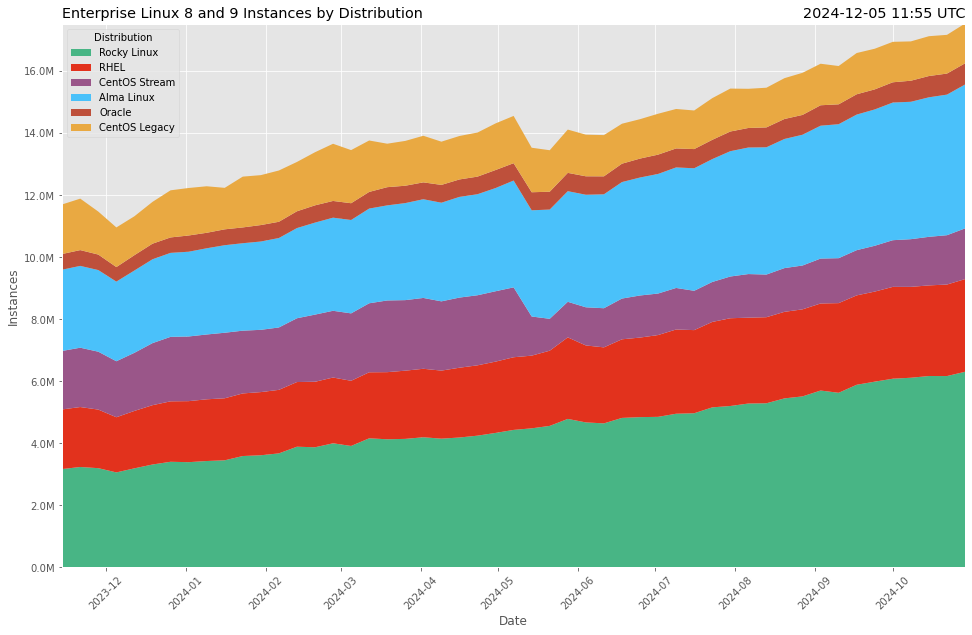 Enterprise Linux 8 and 9 Instances by Distribution
2024-12-05 11:55 UTC
Distribution
Rocky Linux
RHEL
CentOS Stream
Alma Linux
Oracle
CentOS Legacy
Instances
16.0M
14.0M
12.0M
10.0M
8.0M
6.0M
4.0M
2.0M
0.0M
2023-12
2024-01
2024-02
2024-03
2024-04
2024-05
2024-06
2024-07
2024-08
2024-09
2024-10
Date